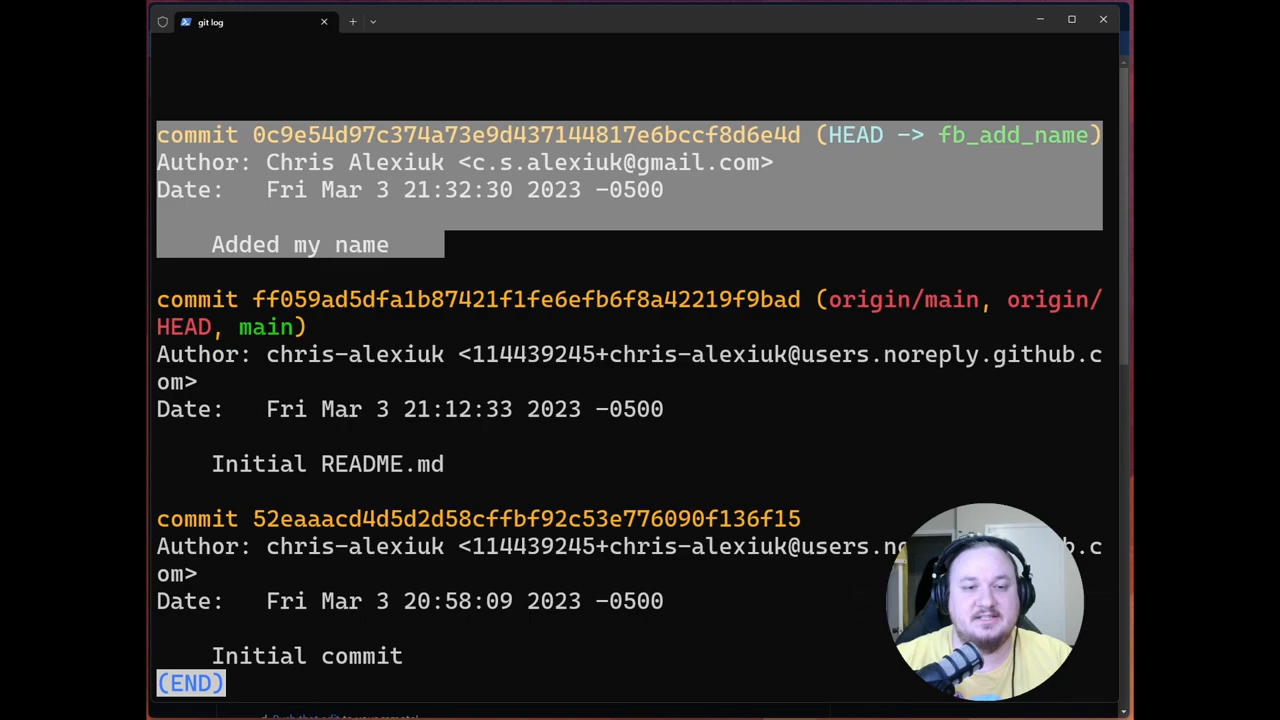 git log
commit 0c9e54d97c374a73e9d437144817e6bccf8d6e4d (HEAD -> fb_add_name)
Author: Chris Alexiuk <c.s.alexiuk@gmail.com>
Date:   Fri Mar 3 21:32:30 2023 -0500
Added my name
commit ff059ad5dfa1b87421f1fe6efb6f8a42219f9bad (origin/main, origin/
HEAD, main)
Author: chris-alexiuk <114439245+chris-alexiuk@users.noreply.github.c
om>
Date:   Fri Mar 3 21:12:33 2023 -0500
Initial README.md
commit 52eaaacd4d5d2d58cffbf92c53e776090f136f15
Author: chris-alexiuk <114439245+chris-alexiuk@users.no b.c
om>
Date:   Fri Mar 3 20:58:09 2023 -0500
Initial commit
(END)